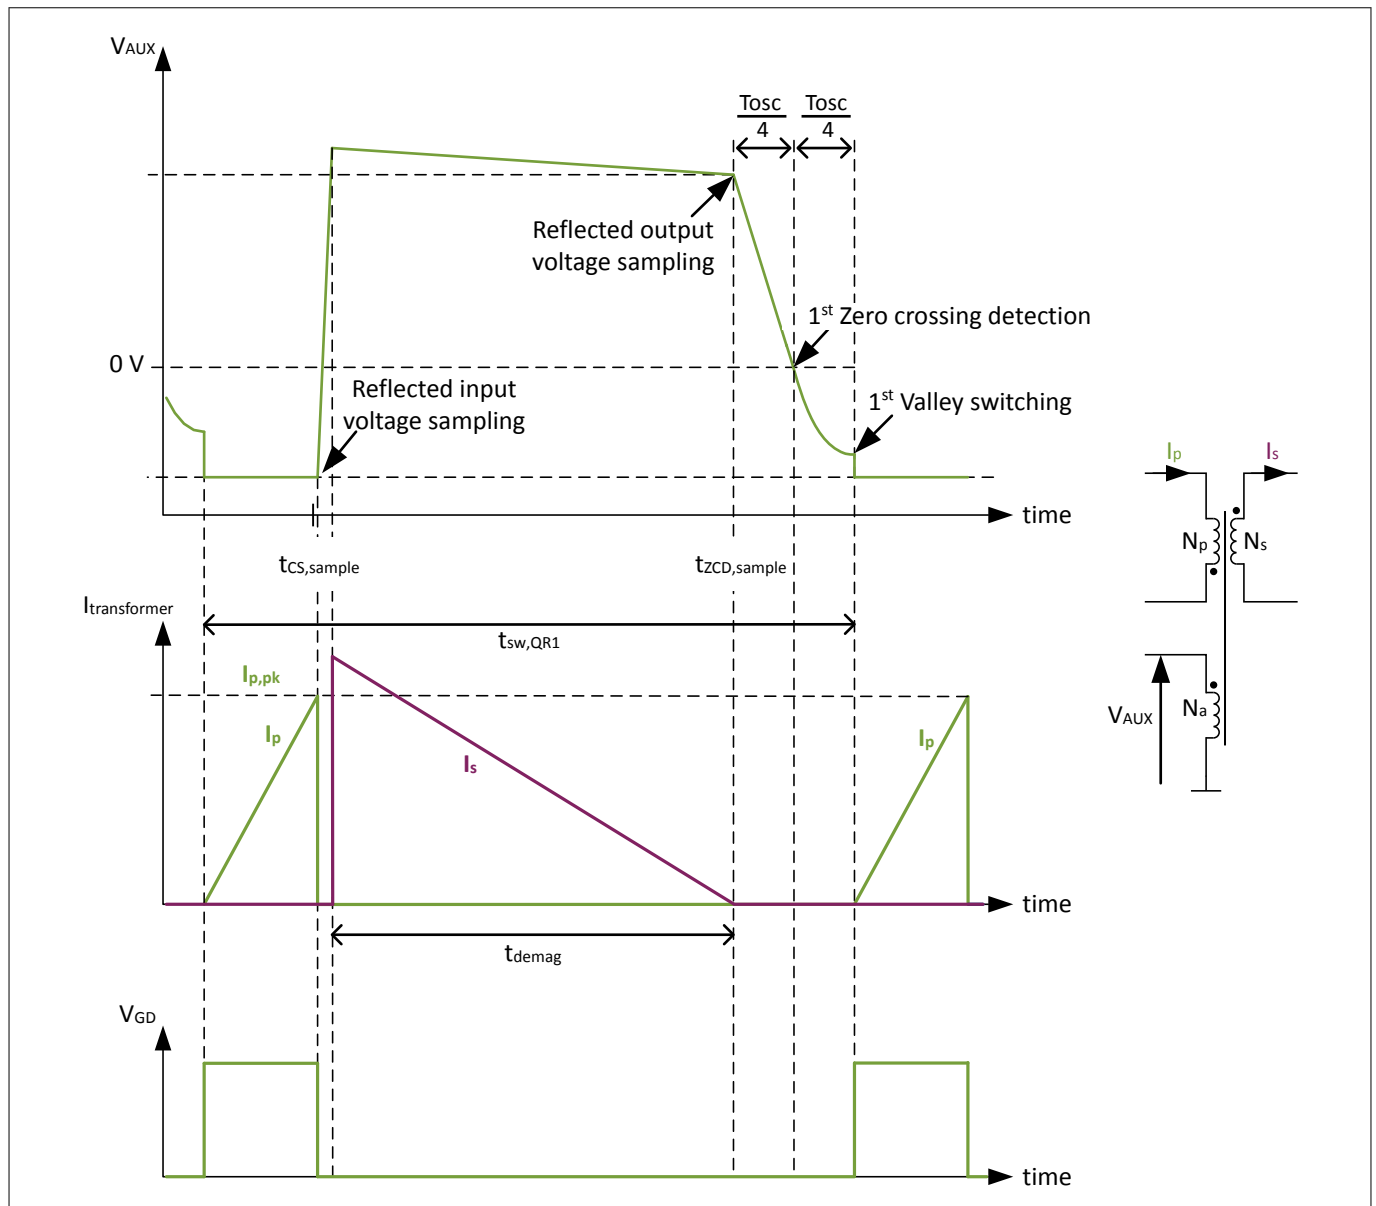 VAUX
Tosc Tosc
4 4
Reflected output
voltage sampling
1st Zero crossing detection
0 V
Reflected input
voltage sampling
1st Valley switching
time
tCS,sample
tZCD,sample
Itransformer
tsw,QR1
Ip,pk
Ip
Is
Ip
time
tdemag
VGD
time
Ip Is
Np Ns
VAUX
Na